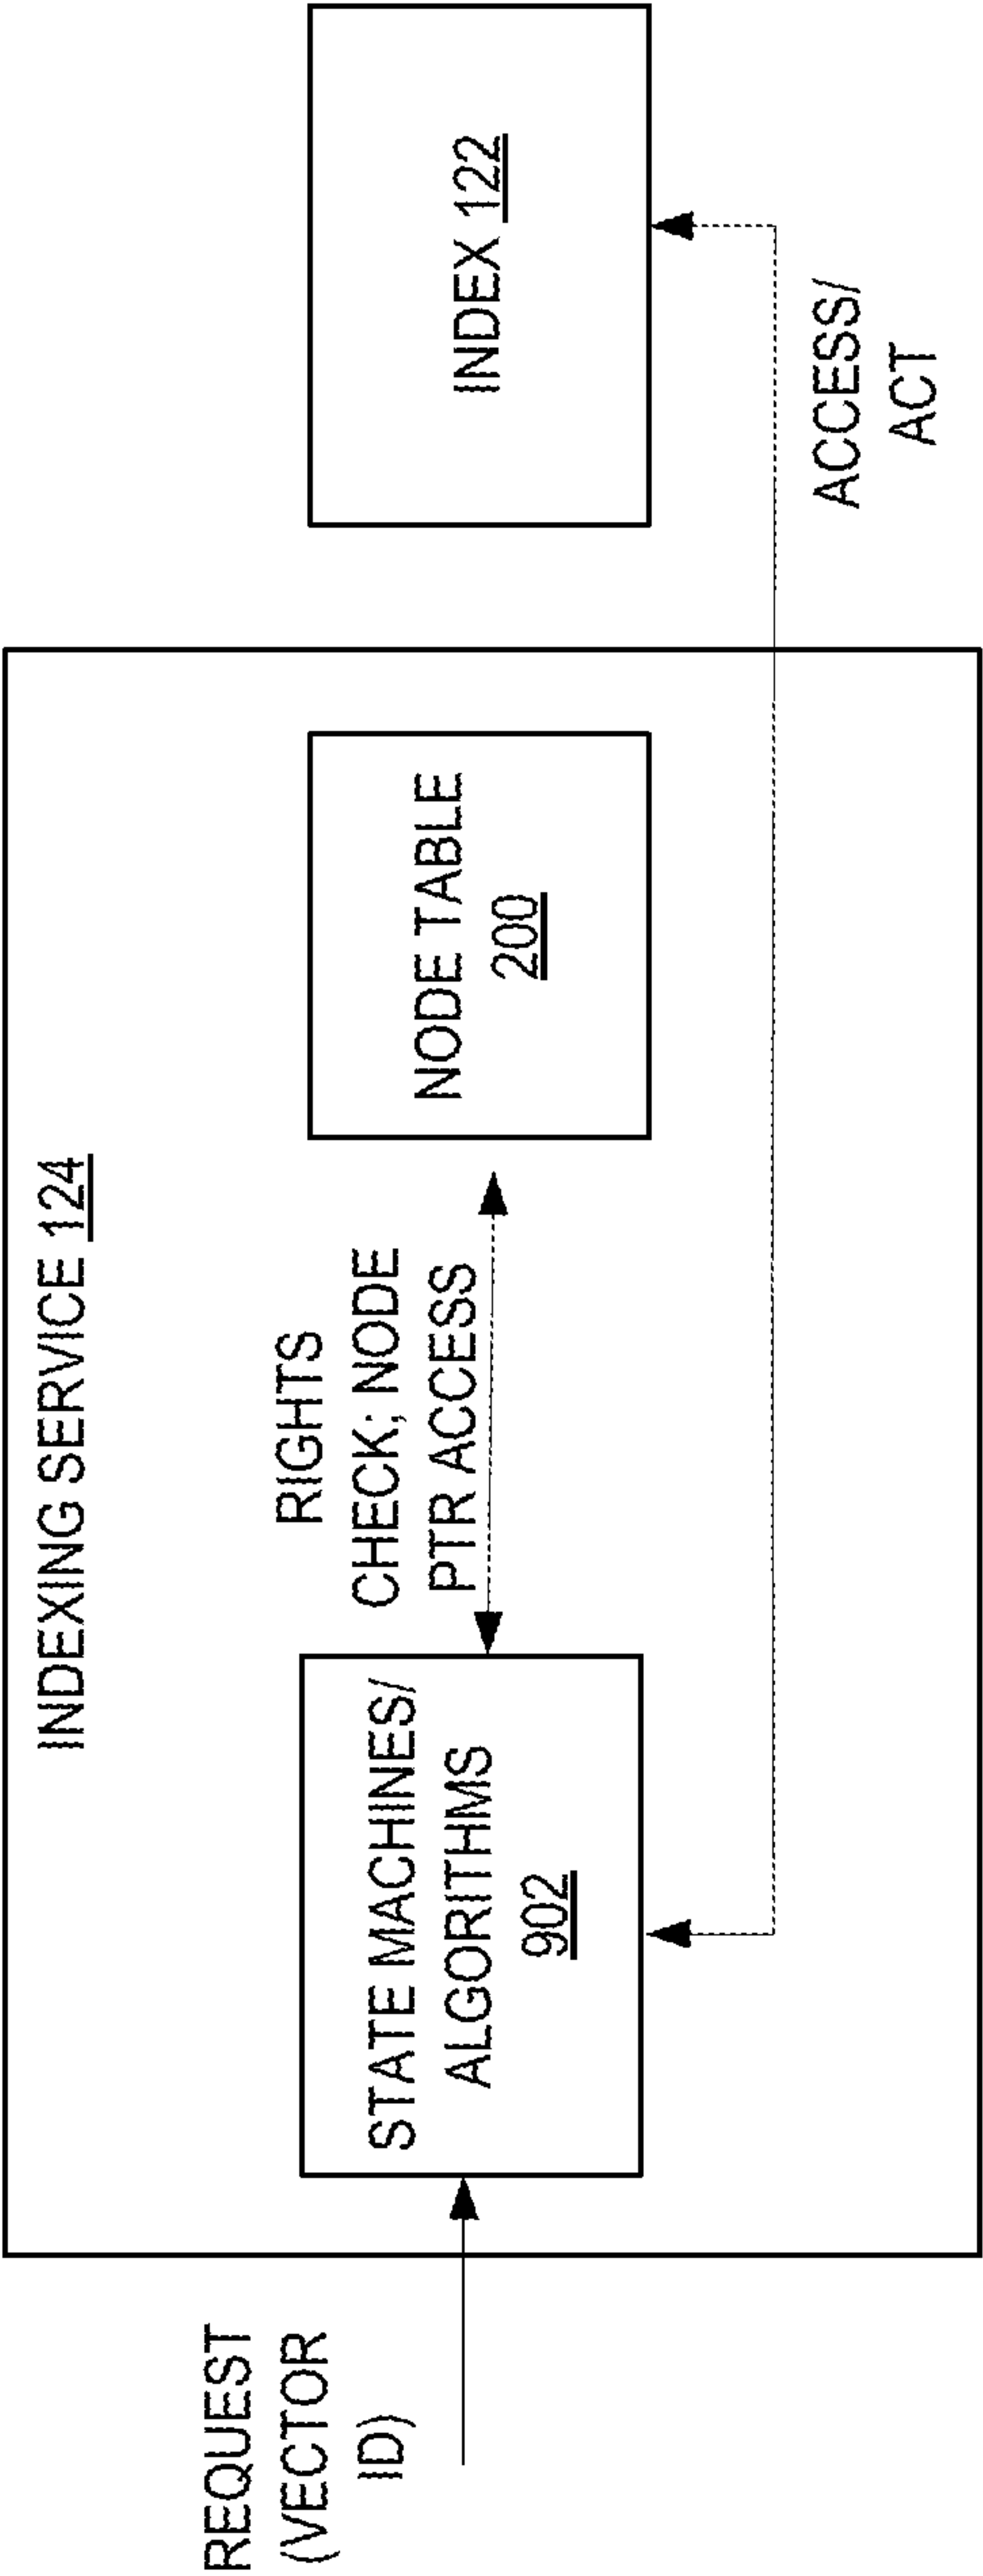 INDEXING SERVICE 124
REQUEST
(VECTOR
ID)
STATE MACHINES/
ALGORITHMS
902
RIGHTS
CHECK; NODE
PTR ACCESS
NODE TABLE
200
INDEX 122
ACCESS/
ACT